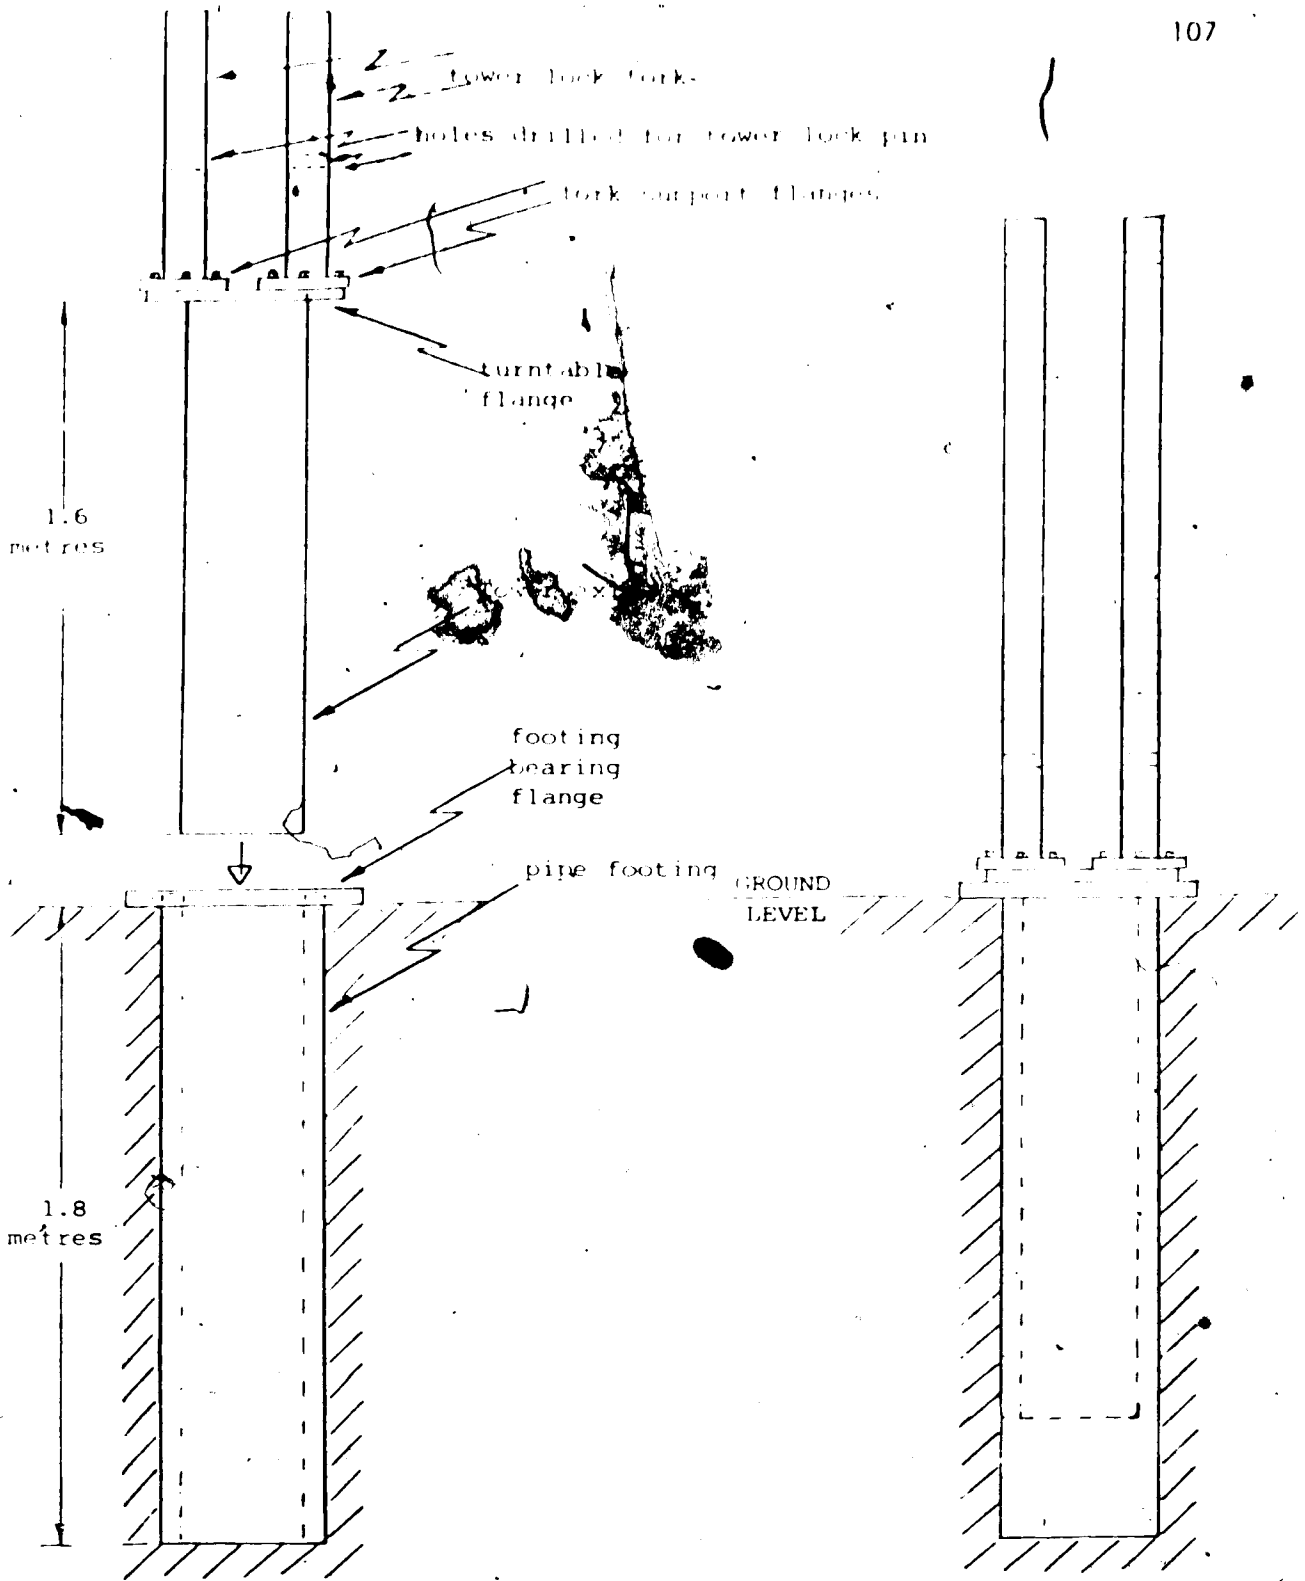 107
tower lock forks
holes drilled for tower lock pin
fork support flanges
turntable
flange
1.6
metres
footing
bearing
flange
pipe footing
GROUND
LEVEL
1.8
metres